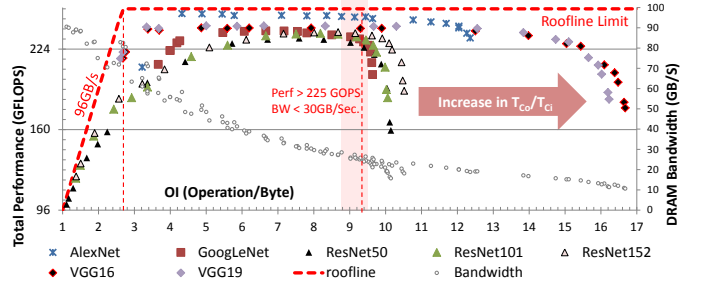 Total Performance (GFLOPS)
224
160
96
100
90
80
70
60
50
40
30
20
10
0
DRAM Bandwidth (GB/S)
Roofline Limit
96GB/s
Perf > 225 GOPS
BW < 30GB/Sec.
Increase in T_Co/T_Ci
OI (Operation/Byte)
1 2 3 4 5 6 7 8 9 10 11 12 13 14 15 16 17
AlexNet GoogLeNet ResNet50 ResNet101 ResNet152
VGG16 VGG19 roofline Bandwidth